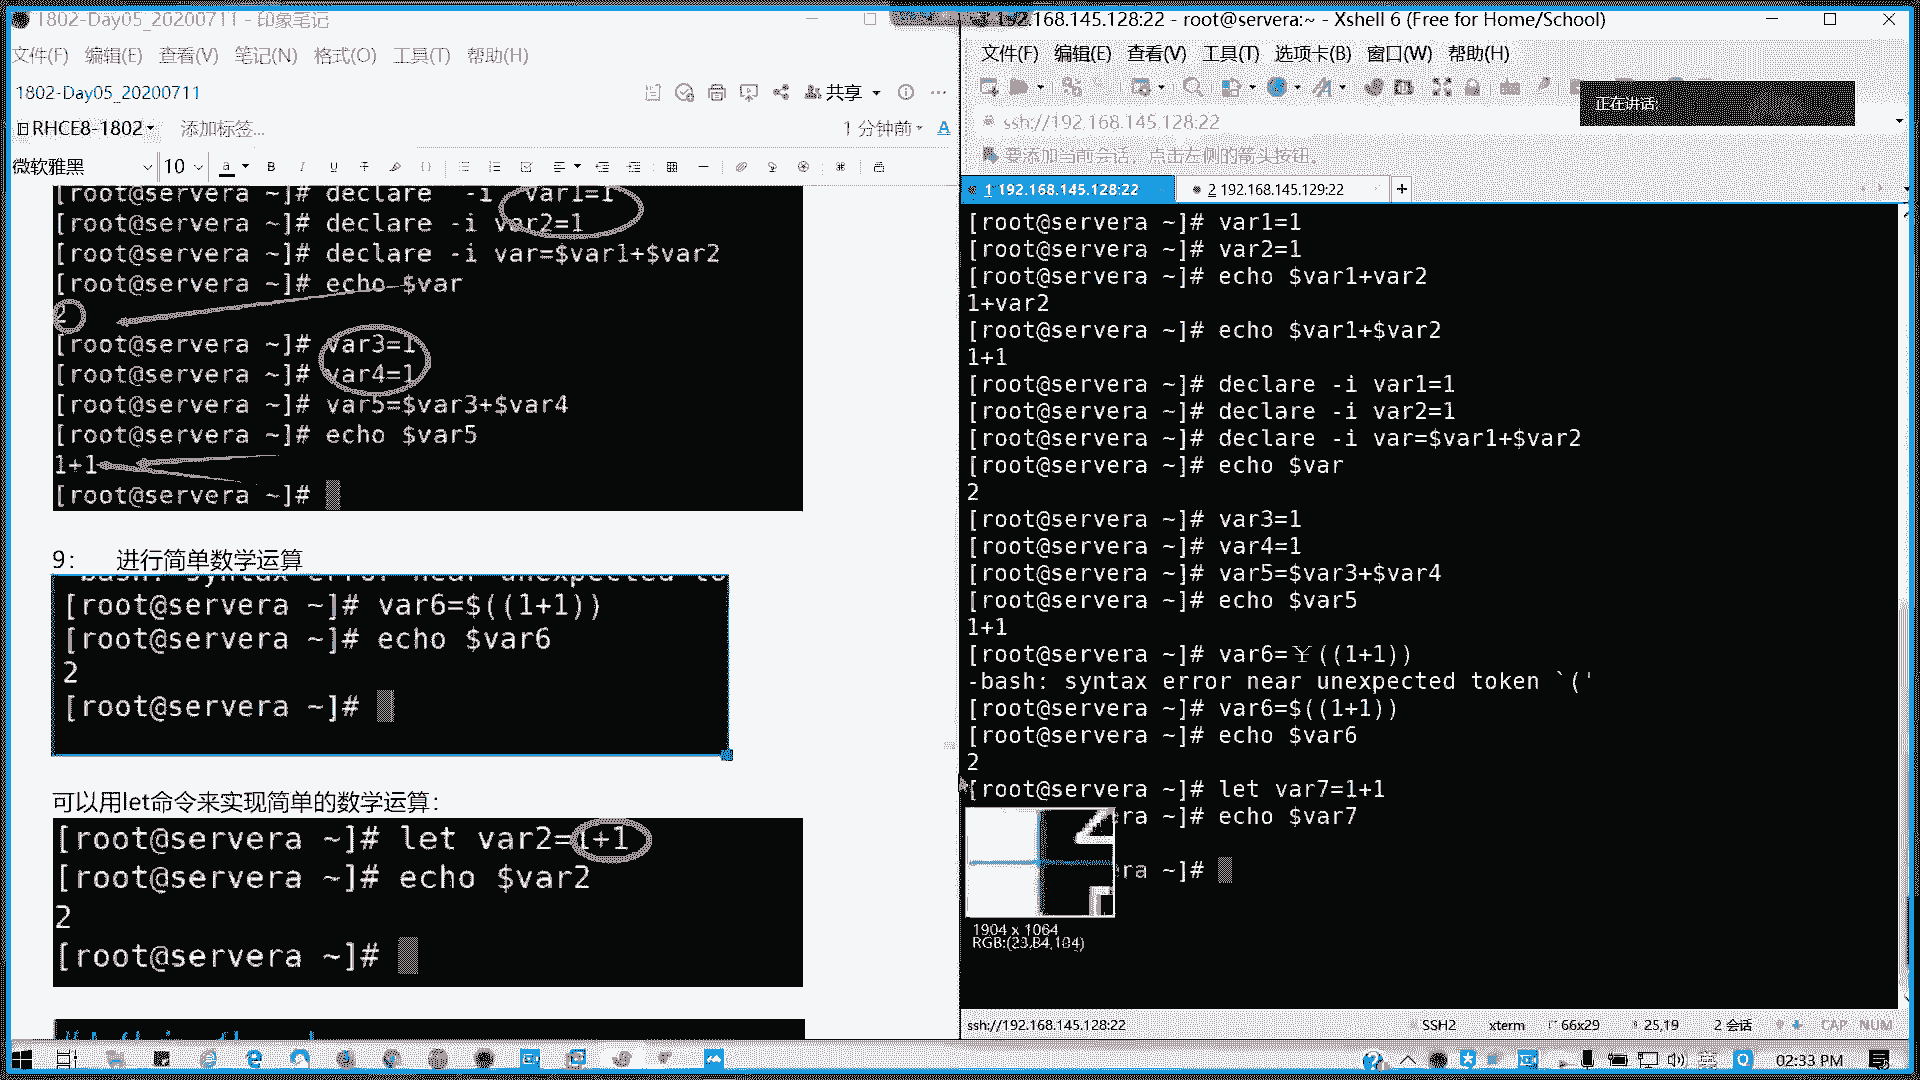 1802-Day05_20200711 - 印象笔记
文件(F) 编辑(E) 查看(V) 笔记(N) 格式(O) 工具(T) 帮助(H)
1802-Day05_20200711
共享
RHCE8-1802
添加标签...
1 分钟前
微软雅黑 10
[root@servera ~]# declare  -i  var1=1
[root@servera ~]# declare -i var2=1
[root@servera ~]# declare -i var=$var1+$var2
[root@servera ~]# echo $var
2
[root@servera ~]# var3=1
[root@servera ~]# var4=1
[root@servera ~]# var5=$var3+$var4
[root@servera ~]# echo $var5
1+1
[root@servera ~]#
9： 进行简单数学运算
-bash: syntax error near unexpected to
[root@servera ~]# var6=$((1+1))
[root@servera ~]# echo $var6
2
[root@servera ~]#
可以用let命令来实现简单的数学运算：
[root@servera ~]# let var2=1+1
[root@servera ~]# echo $var2
2
[root@servera ~]#
192.168.145.128:22 - root@servera:~ - Xshell 6 (Free for Home/School)
文件(F) 编辑(E) 查看(V) 工具(T) 选项卡(B) 窗口(W) 帮助(H)
正在讲话:
ssh://192.168.145.128:22
要添加当前会话，点击左侧的箭头按钮。
1 192.168.145.128:22
2 192.168.145.129:22
[root@servera ~]# var1=1
[root@servera ~]# var2=1
[root@servera ~]# echo $var1+var2
1+var2
[root@servera ~]# echo $var1+$var2
1+1
[root@servera ~]# declare -i var1=1
[root@servera ~]# declare -i var2=1
[root@servera ~]# declare -i var=$var1+$var2
[root@servera ~]# echo $var
2
[root@servera ~]# var3=1
[root@servera ~]# var4=1
[root@servera ~]# var5=$var3+$var4
[root@servera ~]# echo $var5
1+1
[root@servera ~]# var6=￥((1+1))
-bash: syntax error near unexpected token `('
[root@servera ~]# var6=$((1+1))
[root@servera ~]# echo $var6
2
[root@servera ~]# let var7=1+1
ra ~]# echo $var7
ra ~]#
1904 x 1064
RGB:(23,84,184)
ssh://192.168.145.128:22
SSH2 xterm 66x29 25,19 2 会话 CAP NUM
02:33 PM